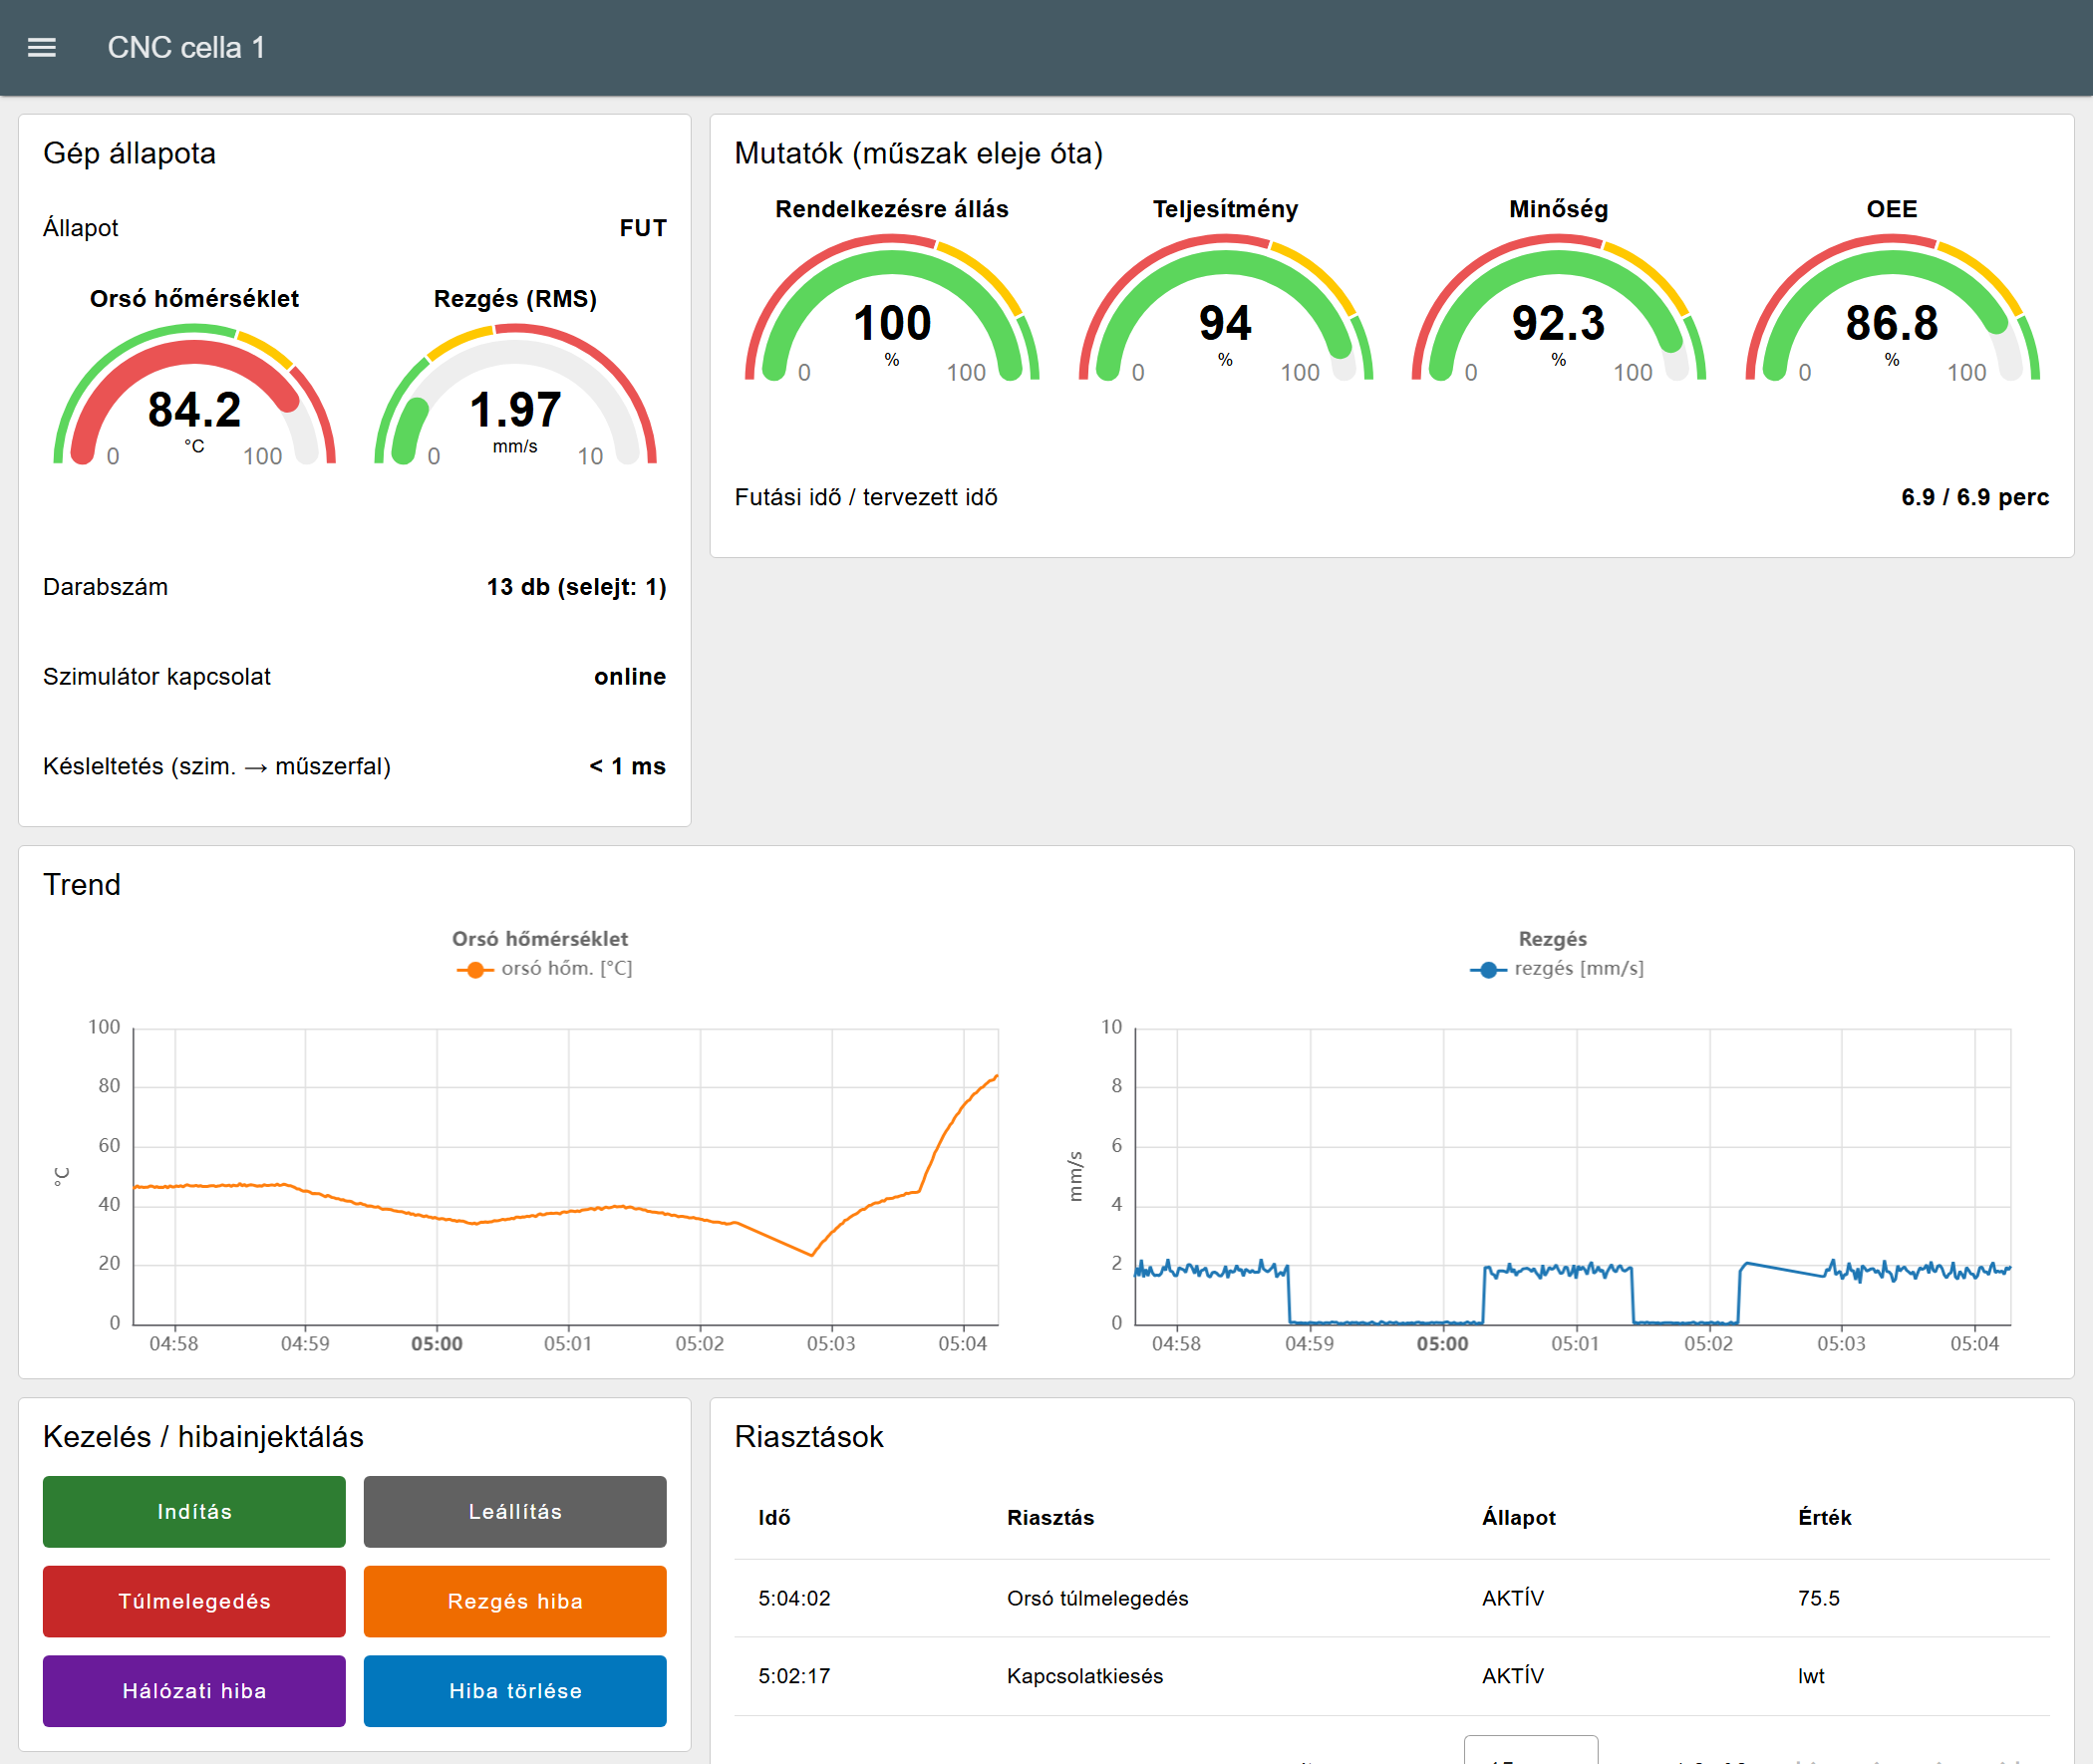 CNC cella 1
Gép állapota
Állapot FUT
Orsó hőmérséklet Rezgés (RMS)
84.2 °C 0 100
1.97 mm/s 0 10
Darabszám 13 db (selejt: 1)
Szimulátor kapcsolat online
Késleltetés (szim. → műszerfal) < 1 ms
Mutatók (műszak eleje óta)
Rendelkezésre állás Teljesítmény Minőség OEE
100 % 0 100
94 % 0 100
92.3 % 0 100
86.8 % 0 100
Futási idő / tervezett idő 6.9 / 6.9 perc
Trend
Orsó hőmérséklet
orsó hőm. [°C]
100
80
60
°C
40
20
0
04:58 04:59 05:00 05:01 05:02 05:03 05:04
Rezgés
rezgés [mm/s]
10
8
6
mm/s
4
2
0
04:58 04:59 05:00 05:01 05:02 05:03 05:04
Kezelés / hibainjektálás
Indítás Leállítás
Túlmelegedés Rezgés hiba
Hálózati hiba Hiba törlése
Riasztások
Idő Riasztás Állapot Érték
5:04:02 Orsó túlmelegedés AKTÍV 75.5
5:02:17 Kapcsolatkiesés AKTÍV lwt